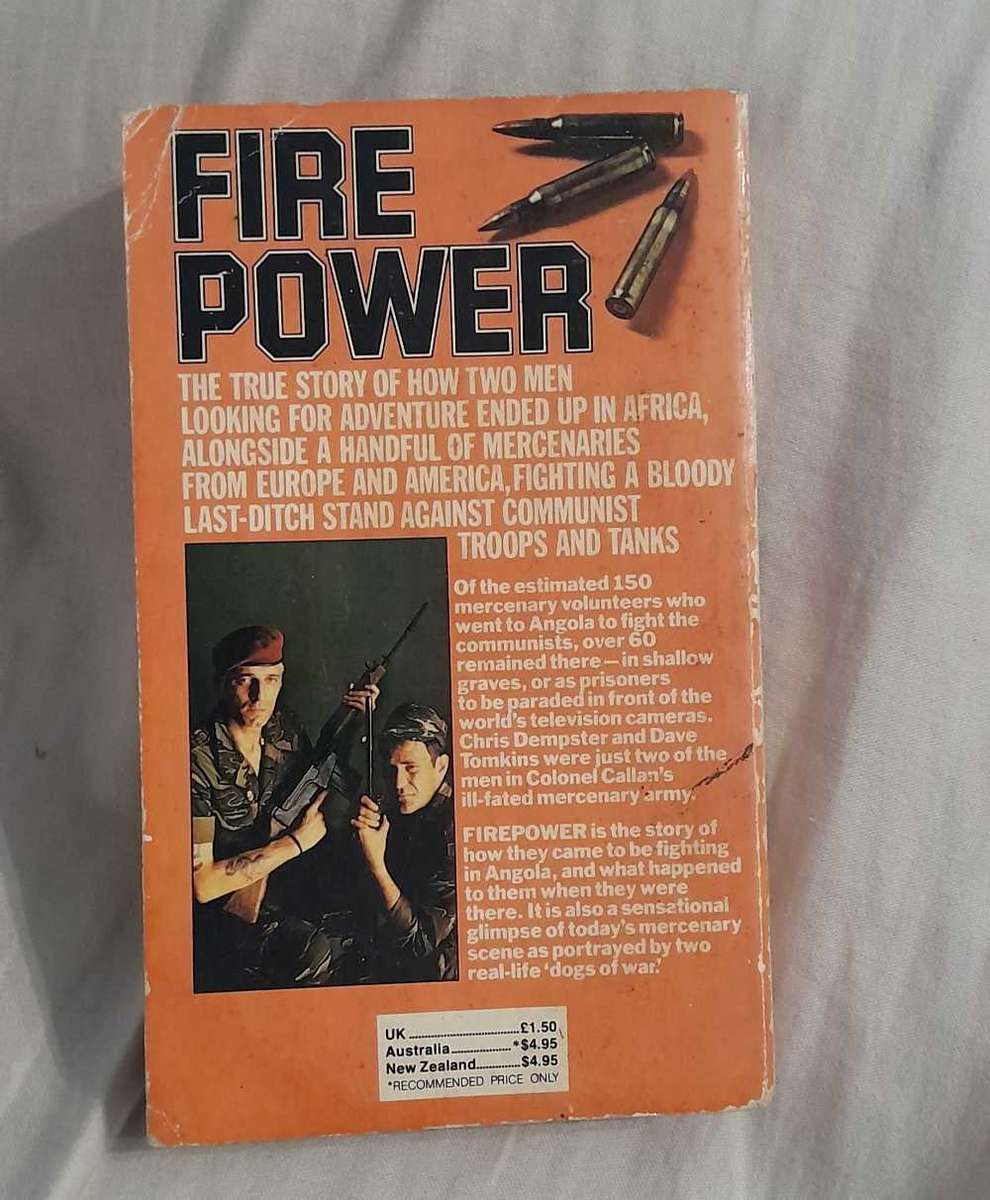 FIRE
POWER
THE TRUE STORY OF HOW TWO MEN
LOOKING FOR ADVENTURE ENDED UP IN AFRICA,
ALONGSIDE A HANDFUL OF MERCENARIES
FROM EUROPE AND AMERICA, FIGHTING A BLOODY
LAST-DITCH STAND AGAINST COMMUNIST
TROOPS AND TANKS
Of the estimated 150
mercenary volunteers who
went to Angola to fight the
communists, over 60
remained there – in shallow
graves, or as prisoners
to be paraded in front of the
world's television cameras.
Chris Dempster and Dave
Tomkins were just two of the
men in Colonel Callan's
ill-fated mercenary army.
FIREPOWER is the story of
how they came to be fighting
in Angola, and what happened
to them when they were
there. It is also a sensational
glimpse of today's mercenary
scene as portrayed by two
real-life 'dogs of war.'
UK ........................ £1.50
Australia ............... *$4.95
New Zealand ............. $4.95
*RECOMMENDED PRICE ONLY